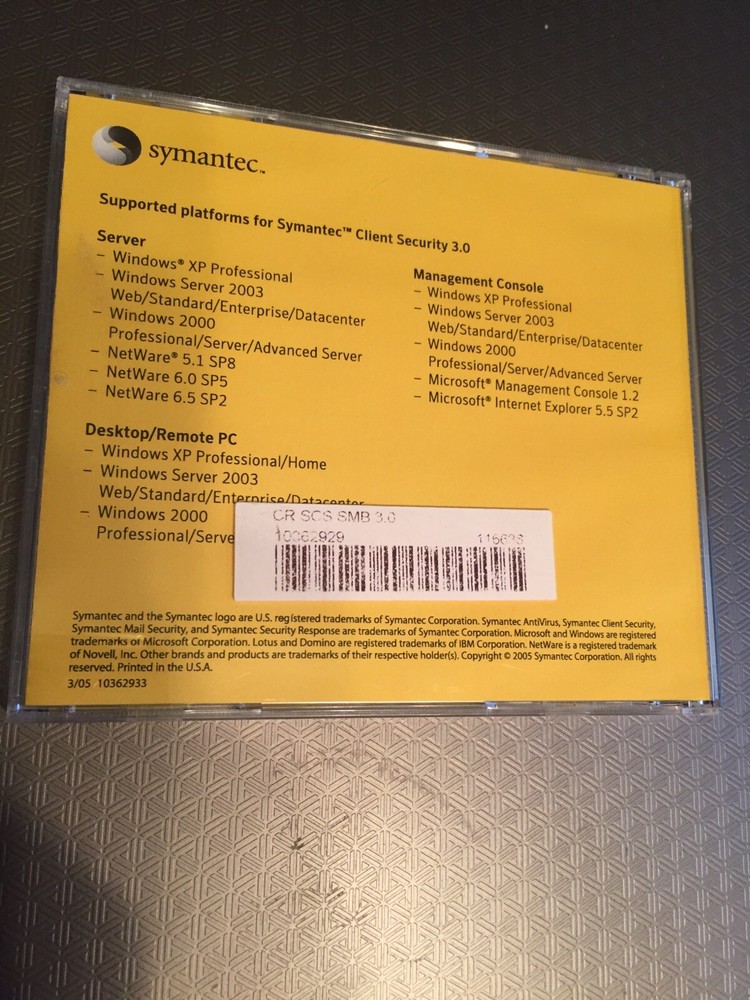 symantec™
Supported platforms for Symantec™ Client Security 3.0
Server
– Windows® XP Professional
– Windows Server 2003
Web/Standard/Enterprise/Datacenter
– Windows 2000
Professional/Server/Advanced Server
– NetWare® 5.1 SP8
– NetWare 6.0 SP5
– NetWare 6.5 SP2
Desktop/Remote PC
– Windows XP Professional/Home
– Windows Server 2003
Web/Standard/Enterprise/Datacenter
– Windows 2000
Professional/Serve
Management Console
– Windows XP Professional
– Windows Server 2003
Web/Standard/Enterprise/Datacenter
– Windows 2000
Professional/Server/Advanced Server
– Microsoft® Management Console 1.2
– Microsoft® Internet Explorer 5.5 SP2
CR SCS SMB 3.0
10362929
Symantec and the Symantec logo are U.S. registered trademarks of Symantec Corporation. Symantec AntiVirus, Symantec Client Security,
Symantec Mail Security, and Symantec Security Response are trademarks of Symantec Corporation. Microsoft and Windows are registered
trademarks of Microsoft Corporation. Lotus and Domino are registered trademarks of IBM Corporation. NetWare is a registered trademark
of Novell, Inc. Other brands and products are trademarks of their respective holder(s). Copyright © 2005 Symantec Corporation. All rights
reserved. Printed in the U.S.A.
3/05 10362933